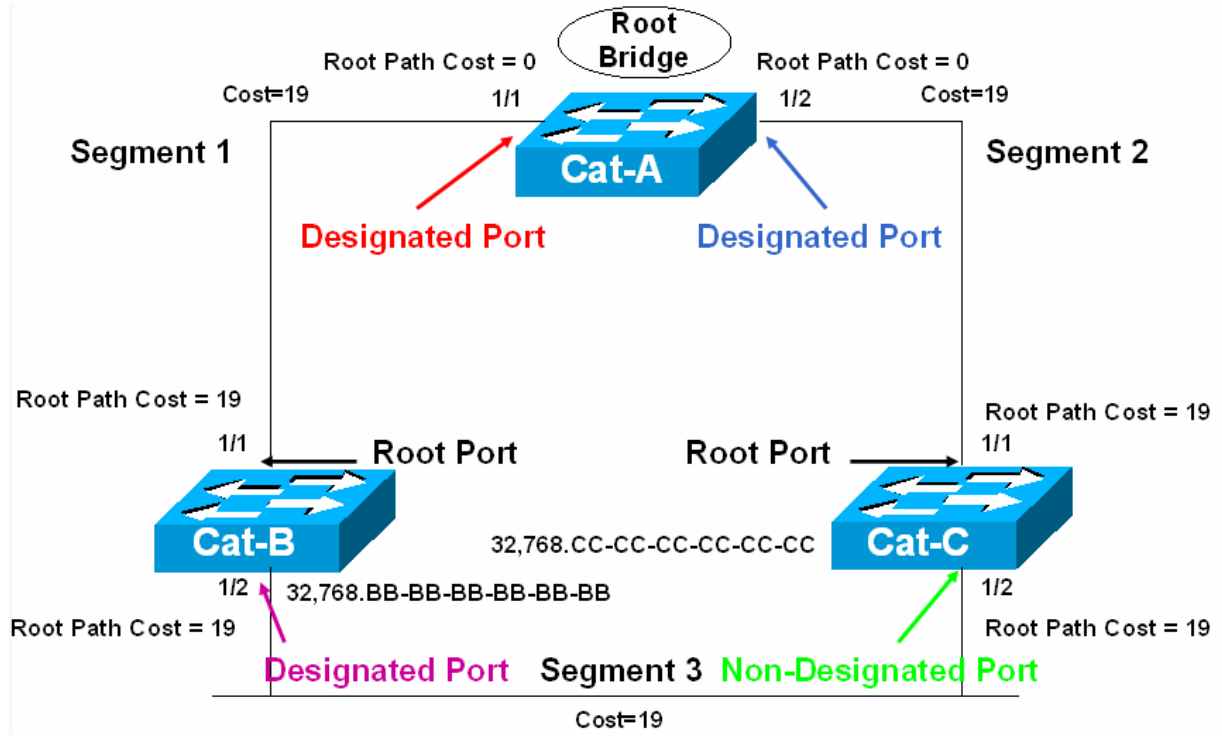 Root
Bridge
Root Path Cost = 0
Root Path Cost = 0
Cost=19
1/1
1/2
Cost=19
Segment 1
Cat-A
Segment 2
Designated Port
Designated Port
Root Path Cost = 19
Root Path Cost = 19
1/1
Root Port
Root Port
1/1
Cat-B
32,768.CC-CC-CC-CC-CC-CC
Cat-C
1/2
32,768.BB-BB-BB-BB-BB-BB
1/2
Root Path Cost = 19
Root Path Cost = 19
Designated Port
Segment 3
Non-Designated Port
Cost=19